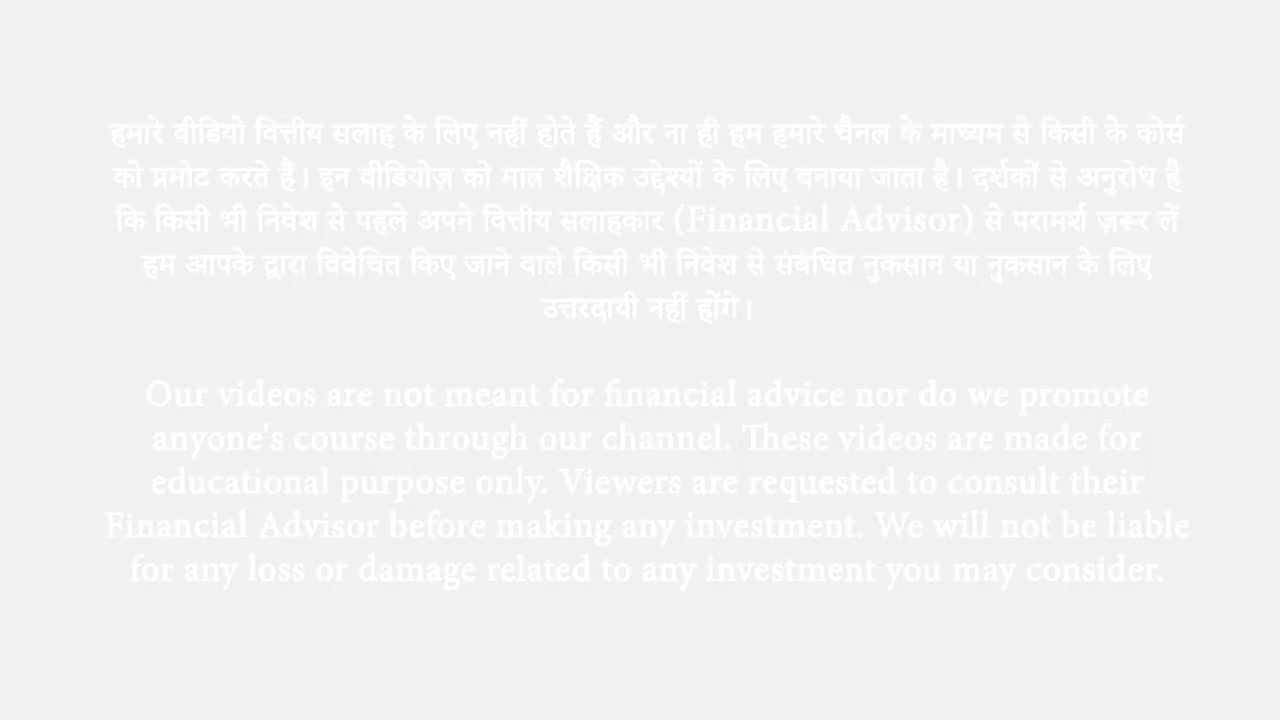 हमारे वीडियो वित्तीय सलाह के लिए नहीं होते हैं और ना ही हम हमारे चैनल के माध्यम से किसी के कोर्स
को प्रमोट करते हैं। इन वीडियोज़ को मात्र शैक्षिक उद्देश्यों के लिए बनाया जाता है। दर्शकों से अनुरोध है
कि किसी भी निवेश से पहले अपने वित्तीय सलाहकार (Financial Advisor) से परामर्श ज़रूर लें
हम आपके द्वारा विवेचित किए जाने वाले किसी भी निवेश से संबंधित नुकसान या नुकसान के लिए
उत्तरदायी नहीं होंगे।
Our videos are not meant for financial advice nor do we promote
anyone's course through our channel. These videos are made for
educational purpose only. Viewers are requested to consult their
Financial Advisor before making any investment. We will not be liable
for any loss or damage related to any investment you may consider.